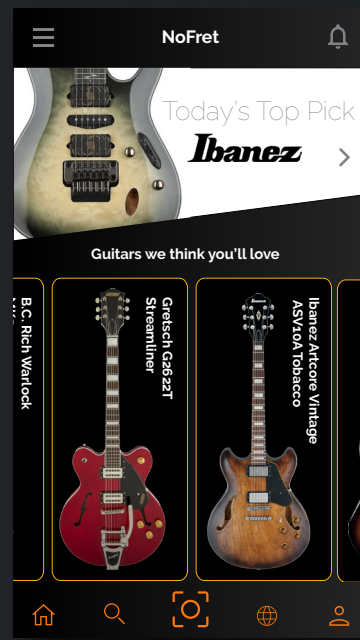 NoFret
Today's Top Pick
Ibanez
Guitars we think you'll love
B.C. Rich Warlock
Gretsch G2622T
Streamliner
Ibanez Artcore Vintage
ASV10A Tobacco